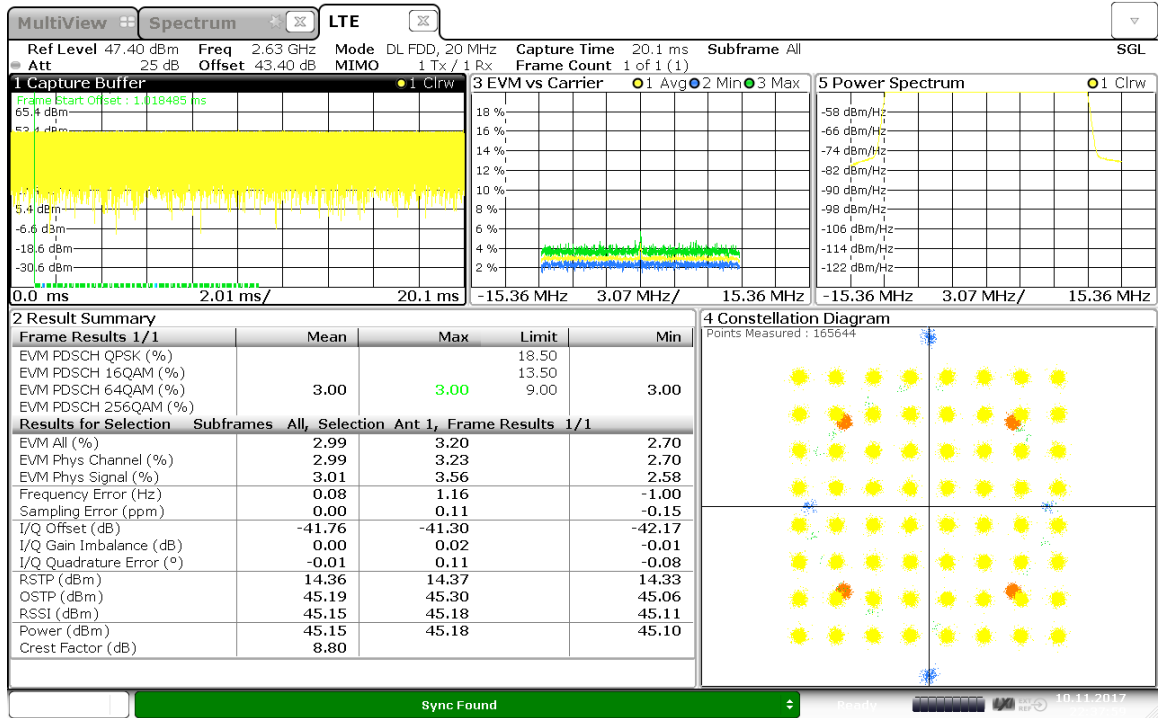 MultiView Spectrum LTE
Ref Level 47.40 dBm Freq 2.63 GHz Mode DL FDD, 20 MHz Capture Time 20.1 ms Subframe All SGL
Att 25 dB Offset 43.40 dB MIMO 1 Tx / 1 Rx Frame Count 1 of 1 (1)
1 Capture Buffer 1 Clrw
Frame Start Offset : 1.018485 ms
65.4 dBm
53.4 dBm
5.4 dBm
-6.6 dBm
-18.6 dBm
-30.6 dBm
0.0 ms 2.01 ms/ 20.1 ms
3 EVM vs Carrier 1 Avg 2 Min 3 Max
18 %
16 %
14 %
12 %
10 %
8 %
6 %
4 %
2 %
-15.36 MHz 3.07 MHz/ 15.36 MHz
5 Power Spectrum 1 Clrw
-58 dBm/Hz
-66 dBm/Hz
-74 dBm/Hz
-82 dBm/Hz
-90 dBm/Hz
-98 dBm/Hz
-106 dBm/Hz
-114 dBm/Hz
-122 dBm/Hz
-15.36 MHz 3.07 MHz/ 15.36 MHz
2 Result Summary
Frame Results 1/1 Mean Max Limit Min
EVM PDSCH QPSK (%) 18.50
EVM PDSCH 16QAM (%) 13.50
EVM PDSCH 64QAM (%) 3.00 3.00 9.00 3.00
EVM PDSCH 256QAM (%)
Results for Selection Subframes All, Selection Ant 1, Frame Results 1/1
EVM All (%) 2.99 3.20 2.70
EVM Phys Channel (%) 2.99 3.23 2.70
EVM Phys Signal (%) 3.01 3.56 2.58
Frequency Error (Hz) 0.08 1.16 -1.00
Sampling Error (ppm) 0.00 0.11 -0.15
I/Q Offset (dB) -41.76 -41.30 -42.17
I/Q Gain Imbalance (dB) 0.00 0.02 -0.01
I/Q Quadrature Error (°) -0.01 0.11 -0.08
RSTP (dBm) 14.36 14.37 14.33
OSTP (dBm) 45.19 45.30 45.06
RSSI (dBm) 45.15 45.18 45.11
Power (dBm) 45.15 45.18 45.10
Crest Factor (dB) 8.80
4 Constellation Diagram
Points Measured : 165644
Sync Found
Ready
10.11.2017